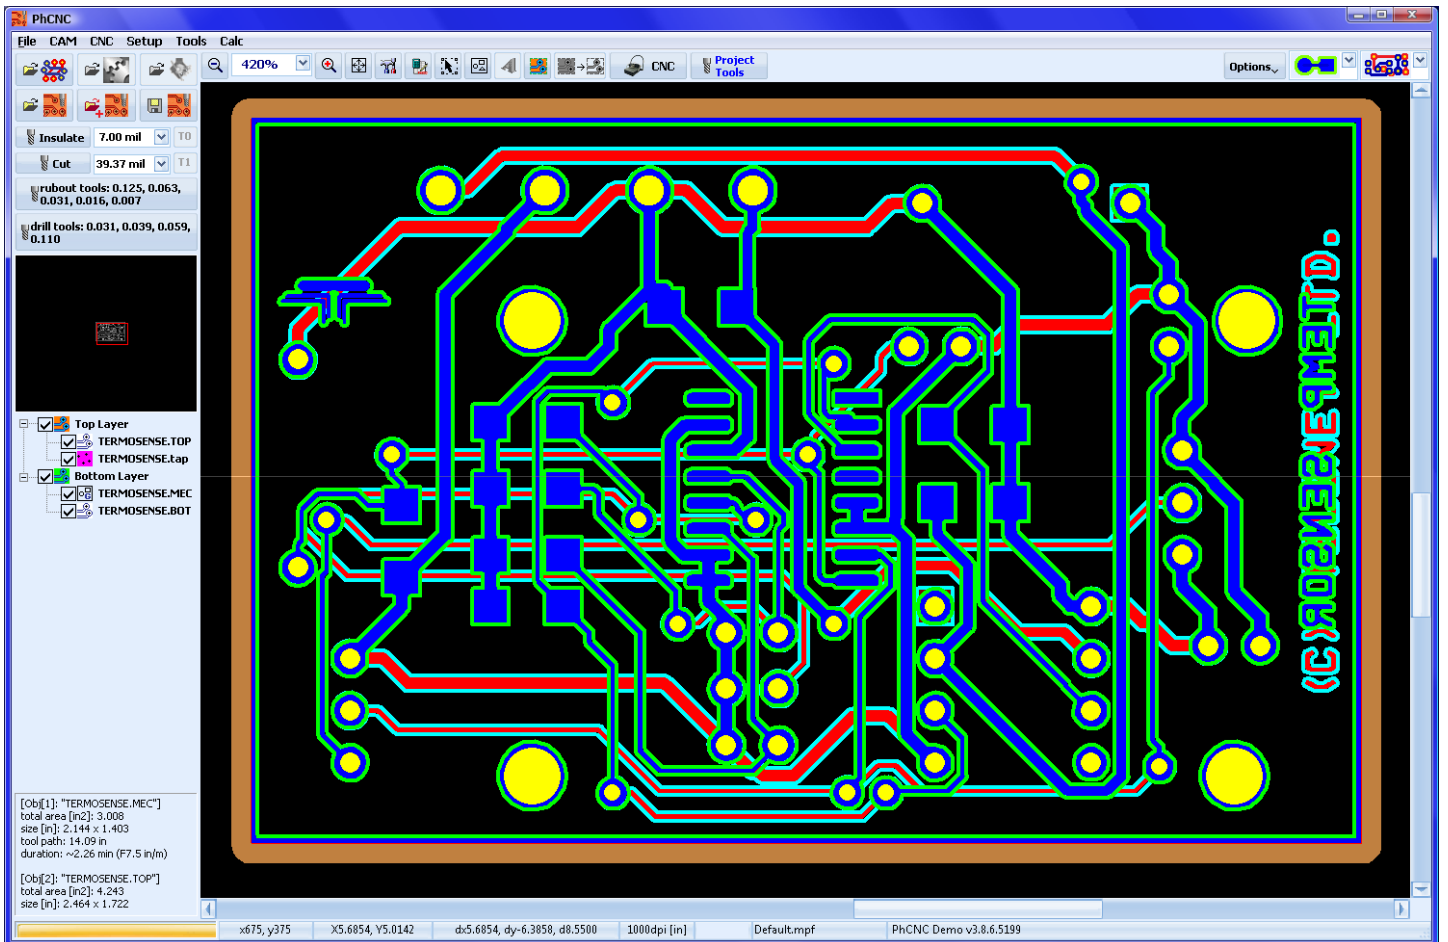 PhCNC
File CAM CNC Setup Tools Calc
420%
CNC
Project
Tools
Options
Insulate 7.00 mil T0
Cut 39.37 mil T1
rubout tools: 0.125, 0.063,
0.031, 0.016, 0.007
drill tools: 0.031, 0.039, 0.059,
0.110
Top Layer
TERMOSENSE.TOP
TERMOSENSE.tap
Bottom Layer
TERMOSENSE.MEC
TERMOSENSE.BOT
[Obj[1]: "TERMOSENSE.MEC"]
total area [in2]: 3.008
size [in]: 2.144 x 1.403
tool path: 14.09 in
duration: ~2.26 min (F7.5 in/m)
[Obj[2]: "TERMOSENSE.TOP"]
total area [in2]: 4.243
size [in]: 2.464 x 1.722
x675, y375 X5.6854, Y5.0142 dx5.6854, dy-6.3858, d8.5500 1000dpi [in] Default.mpf PhCNC Demo v3.8.6.5199